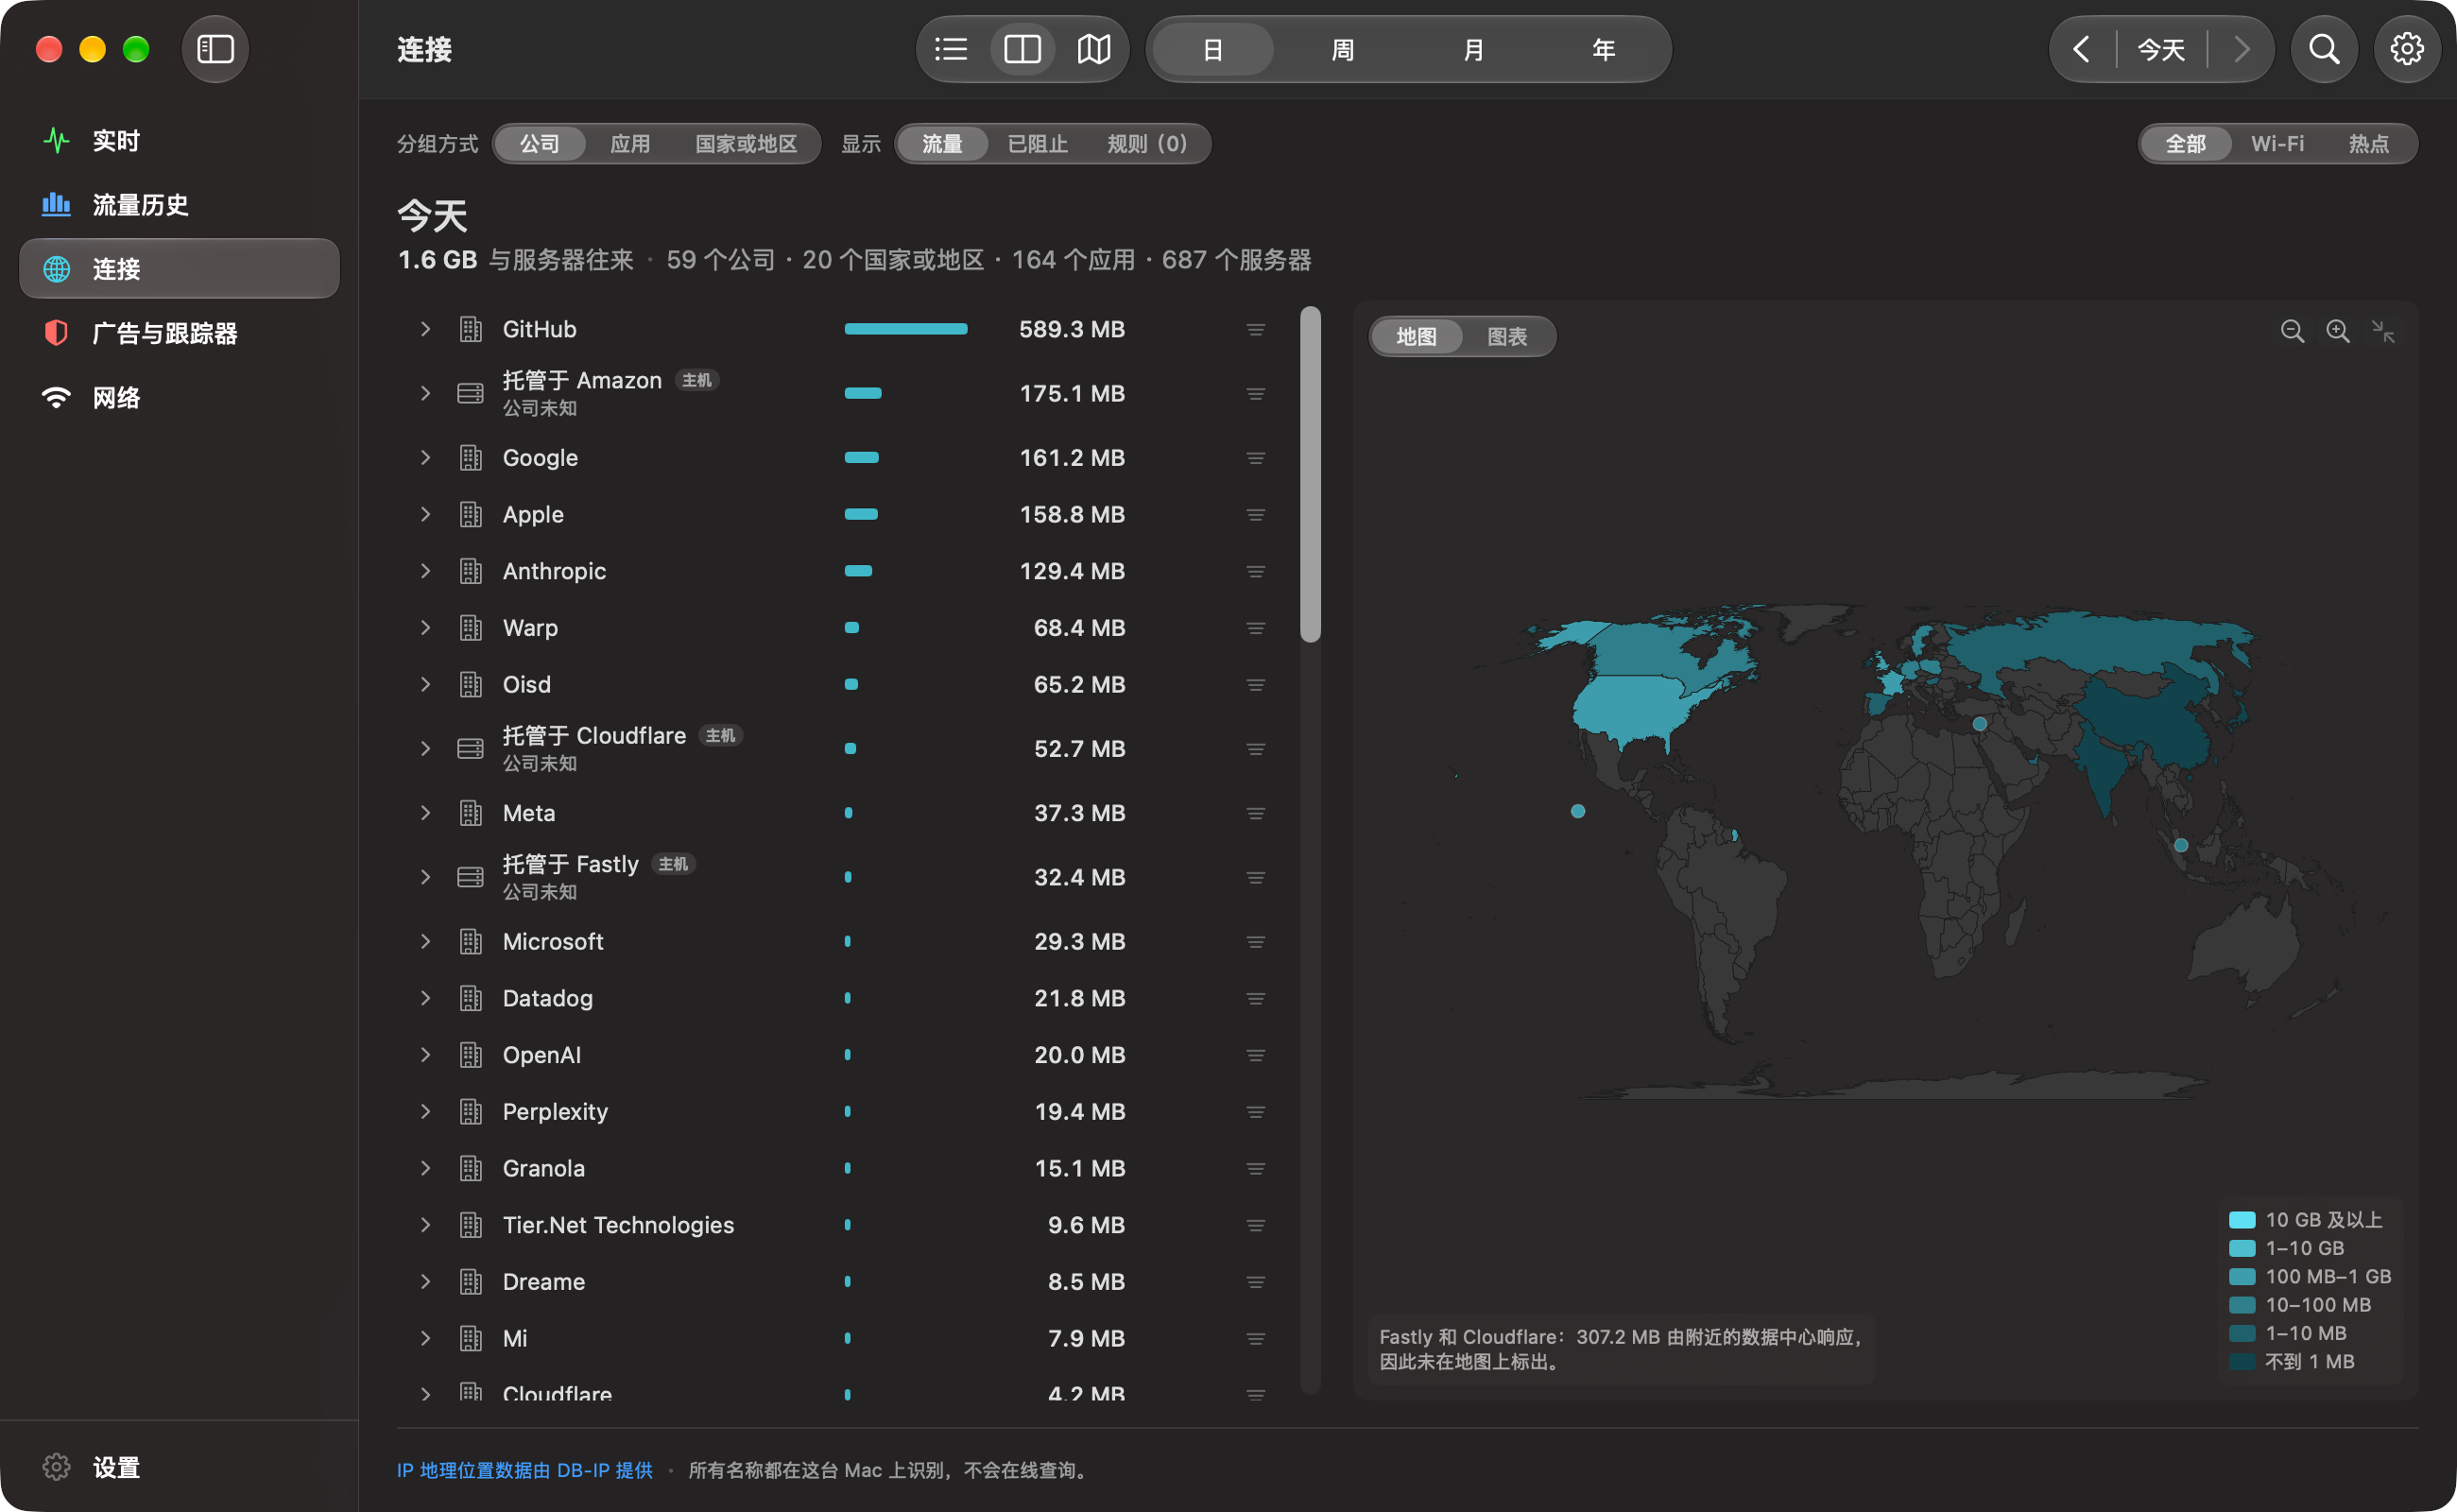 连接
日
周
月
年
今天
实时
流量历史
连接
广告与跟踪器
网络
设置
分组方式
公司
应用
国家或地区
显示
流量
已阻止
规则 (0)
全部
Wi-Fi
热点
今天
1.6 GB 与服务器往来 · 59 个公司 · 20 个国家或地区 · 164 个应用 · 687 个服务器
GitHub 589.3 MB
托管于 Amazon 主机 175.1 MB
公司未知
Google 161.2 MB
Apple 158.8 MB
Anthropic 129.4 MB
Warp 68.4 MB
Oisd 65.2 MB
托管于 Cloudflare 主机 52.7 MB
公司未知
Meta 37.3 MB
托管于 Fastly 主机 32.4 MB
公司未知
Microsoft 29.3 MB
Datadog 21.8 MB
OpenAI 20.0 MB
Perplexity 19.4 MB
Granola 15.1 MB
Tier.Net Technologies 9.6 MB
Dreame 8.5 MB
Mi 7.9 MB
Cloudflare 4.2 MB
地图
图表
Fastly 和 Cloudflare：307.2 MB 由附近的数据中心响应，
因此未在地图上标出。
10 GB 及以上
1–10 GB
100 MB–1 GB
10–100 MB
1–10 MB
不到 1 MB
IP 地理位置数据由 DB-IP 提供 · 所有名称都在这台 Mac 上识别，不会在线查询。